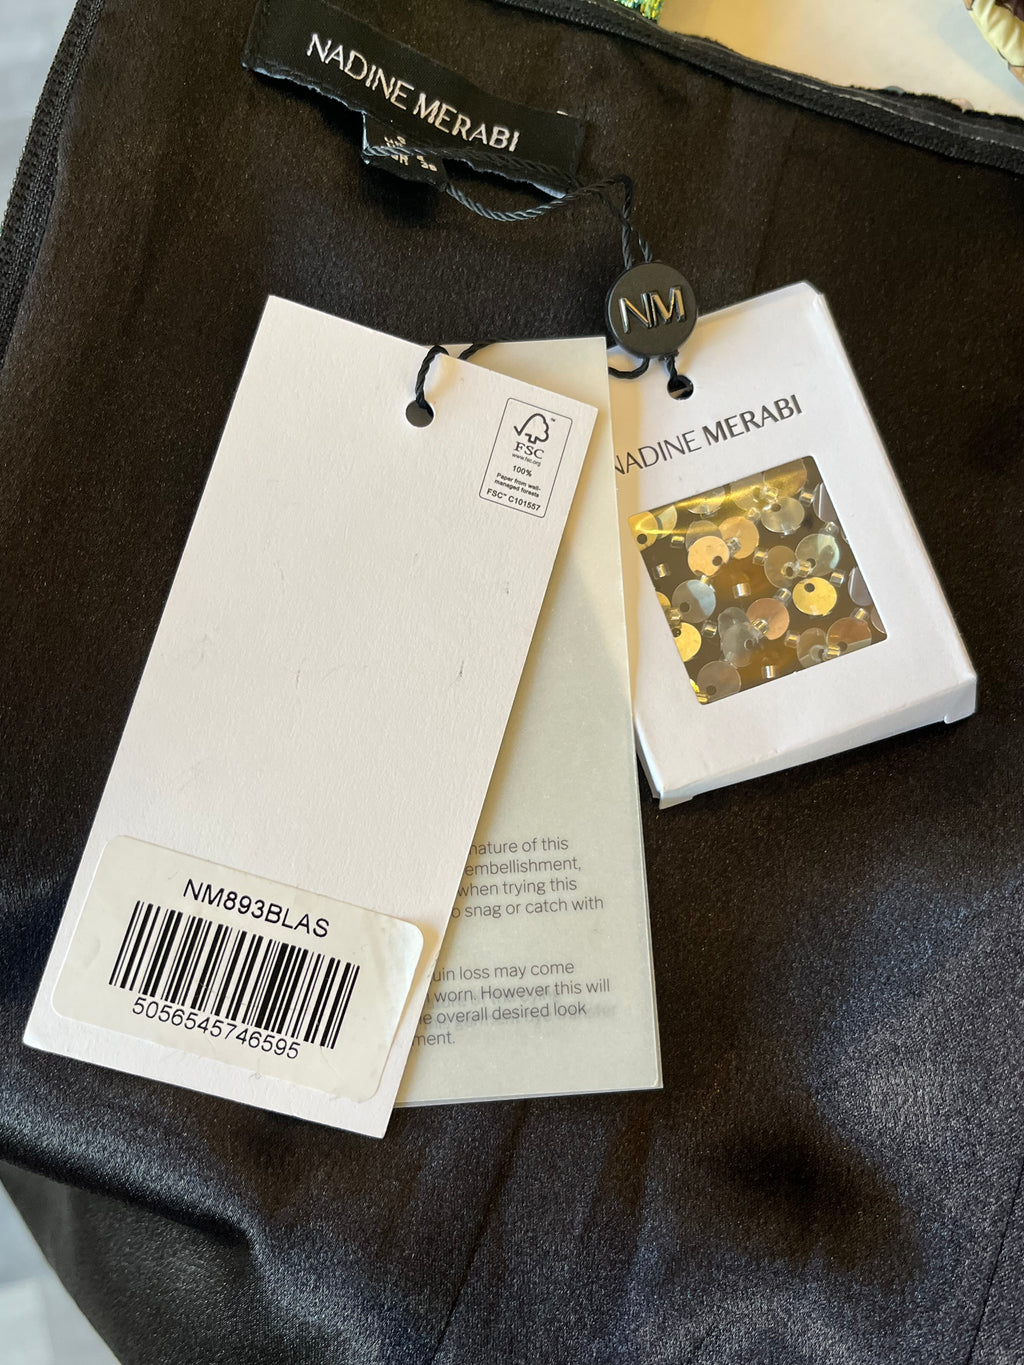 NADINE MERABI
NM
FSC
www.fsc.org
100%
Paper from well-
managed forests
FSC™ C101557
NADINE MERABI
nature of this
embellishment,
when trying this
snag or catch with
loss may come
worn. However this will
overall desired look
NM893BLAS
5056545746595